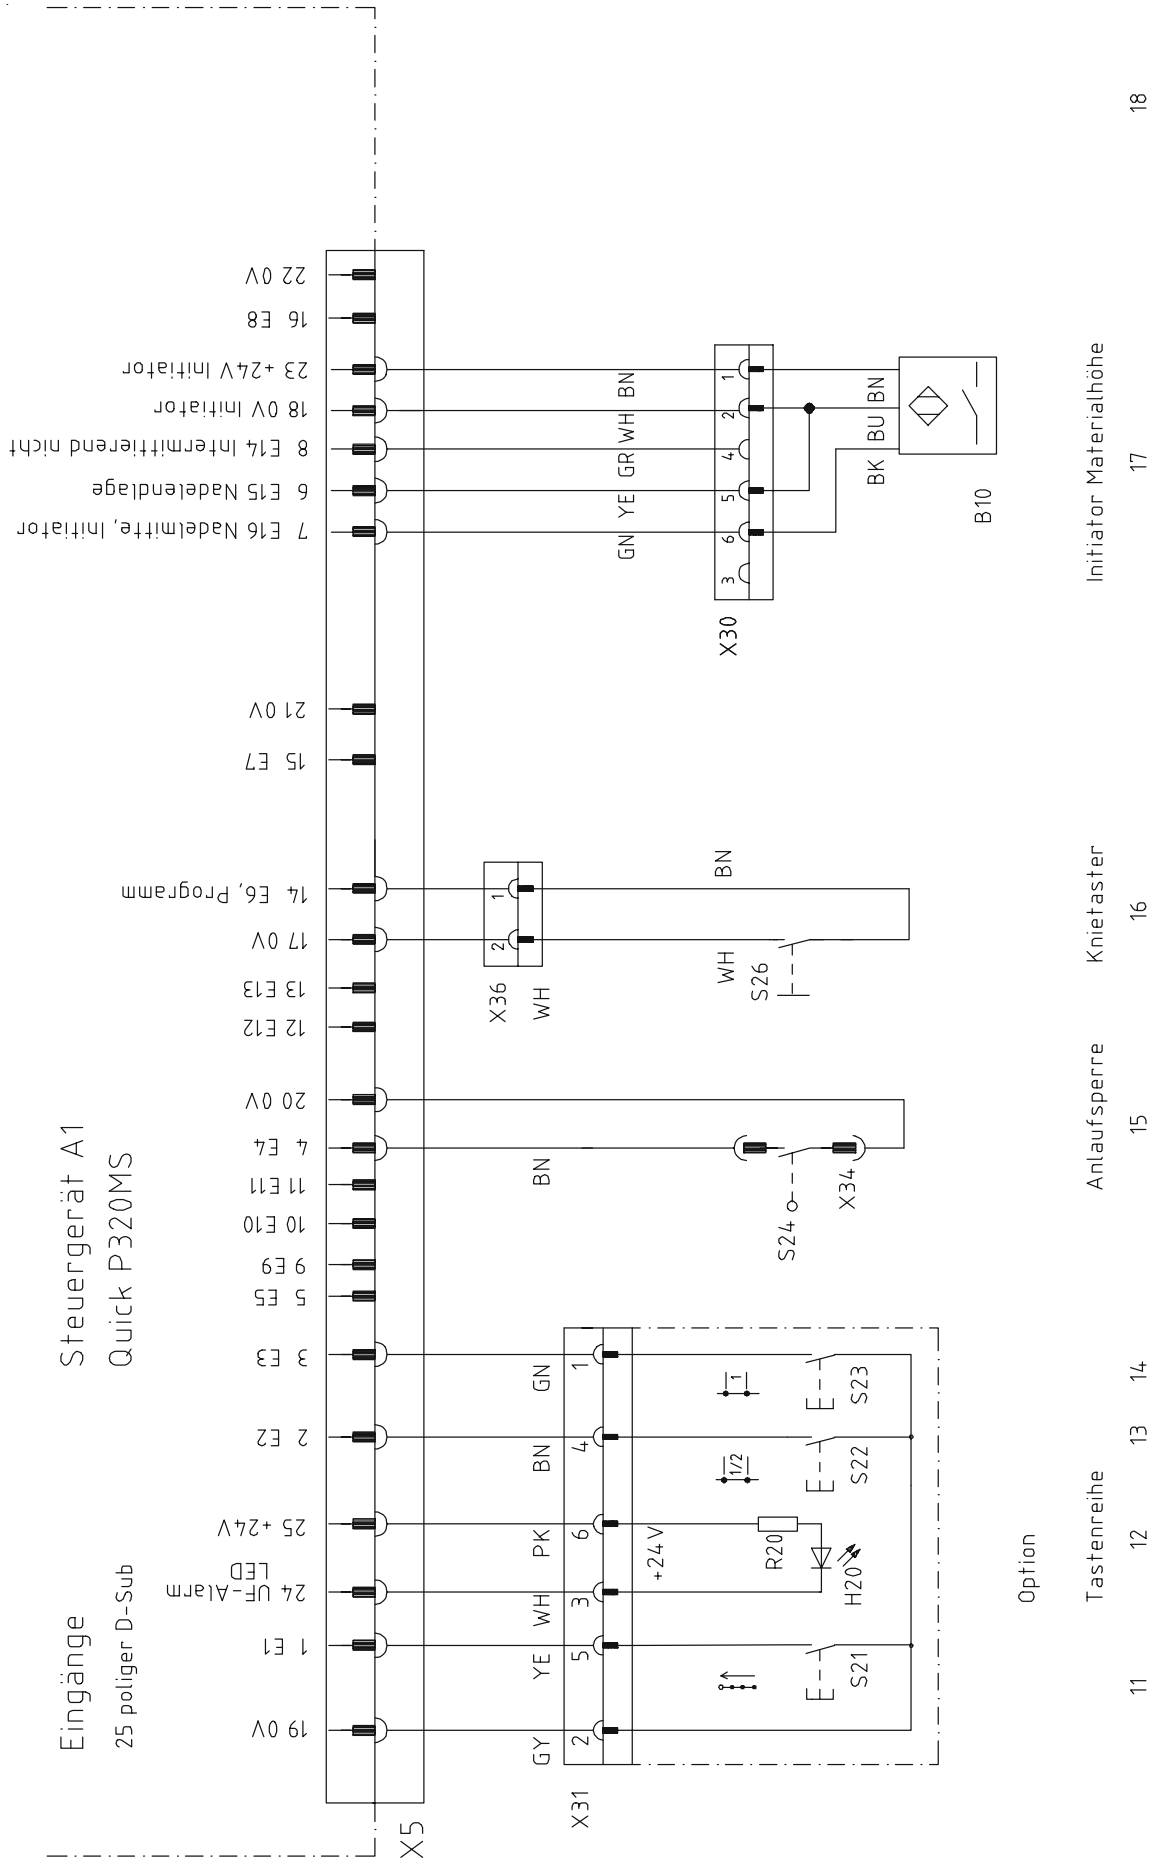 Eingänge
25 poliger D-Sub
Steuergerät A1
Quick P320MS
X5
19 0V
1 E1
24 UF-Alarm
LED
25 +24V
2 E2
3 E3
5 E5
9 E9
10 E10
11 E11
4 E4
20 0V
12 E12
13 E13
17 0V
14 E6, Programm
15 E7
21 0V
7 E16 Nadelmitte, Initiator
6 E15 Nadelendlage
8 E14 Intermittierend nicht
18 0V Initiator
23 +24V Initiator
16 E8
22 0V
GY
YE
WH
PK
BN
GN
X31
2
5
3
6
4
1
+24V
1/2
1
S21
H20
R20
S22
S23
BN
S24
X34
X36
2
1
WH
WH
BN
S26
GN
YE
GR
WH
BN
X30
3
6
5
4
2
1
BK
BU
BN
B10
Option
Tastenreihe
Anlaufsperre
Knietaster
Initiator Materialhöhe
11
12
13
14
15
16
17
18